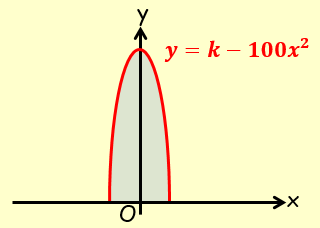 y
y = k − 100x²
x
O